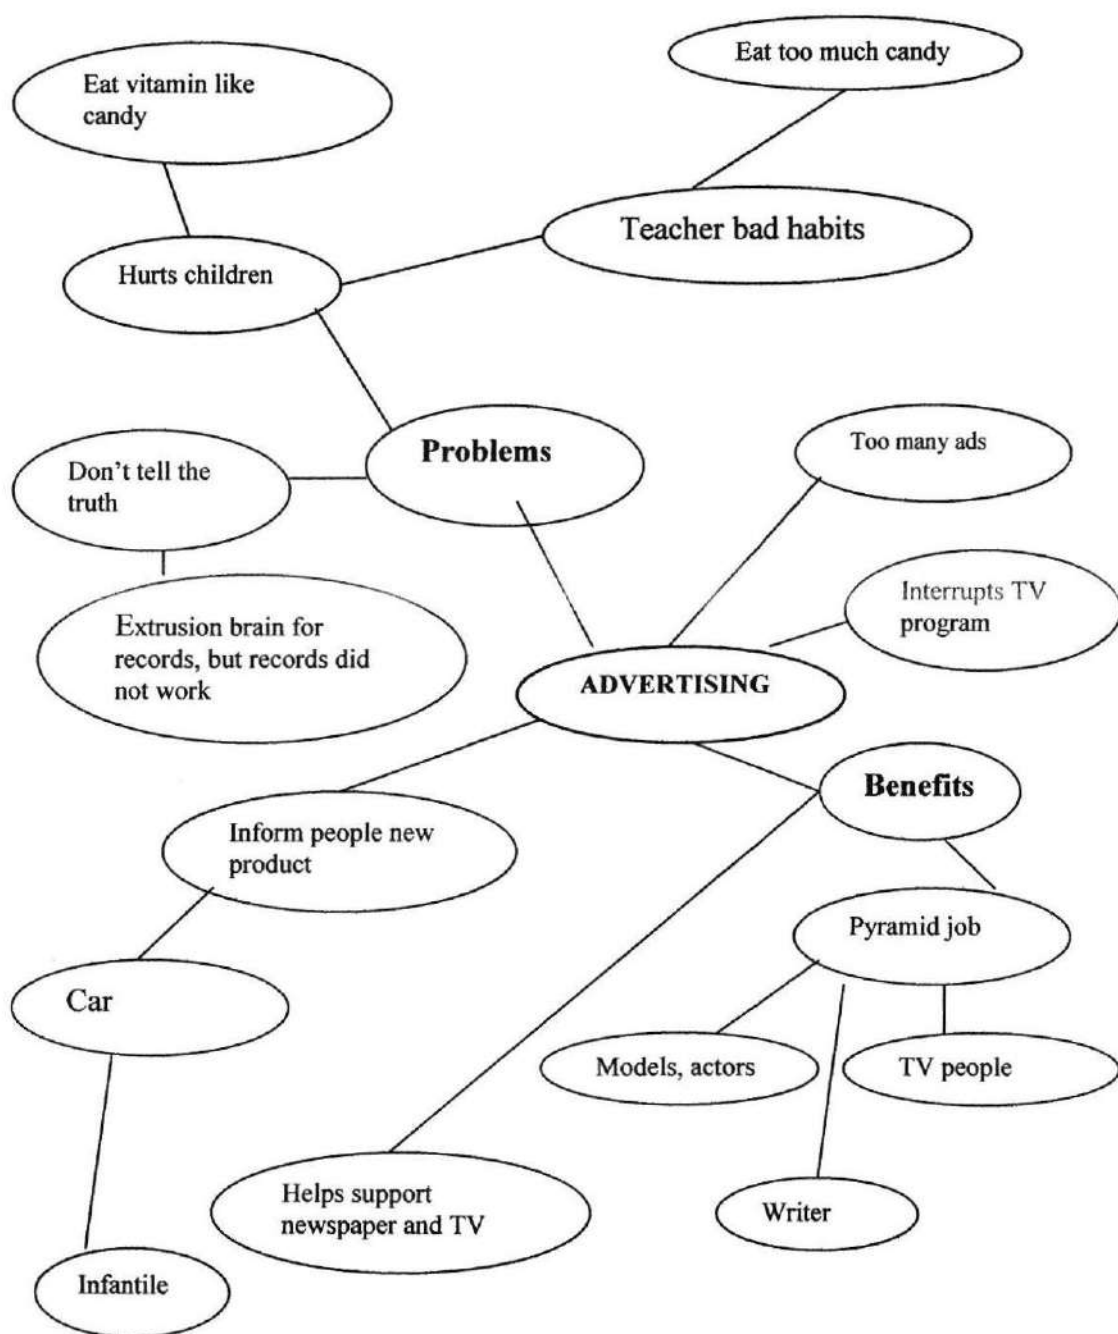 Eat too much candy
Eat vitamin like
candy
Teacher bad habits
Hurts children
Problems
Too many ads
Don't tell the
truth
Interrupts TV
program
Extrusion brain for
records, but records did
not work
ADVERTISING
Benefits
Inform people new
product
Pyramid job
Car
Models, actors
TV people
Helps support
newspaper and TV
Writer
Infantile